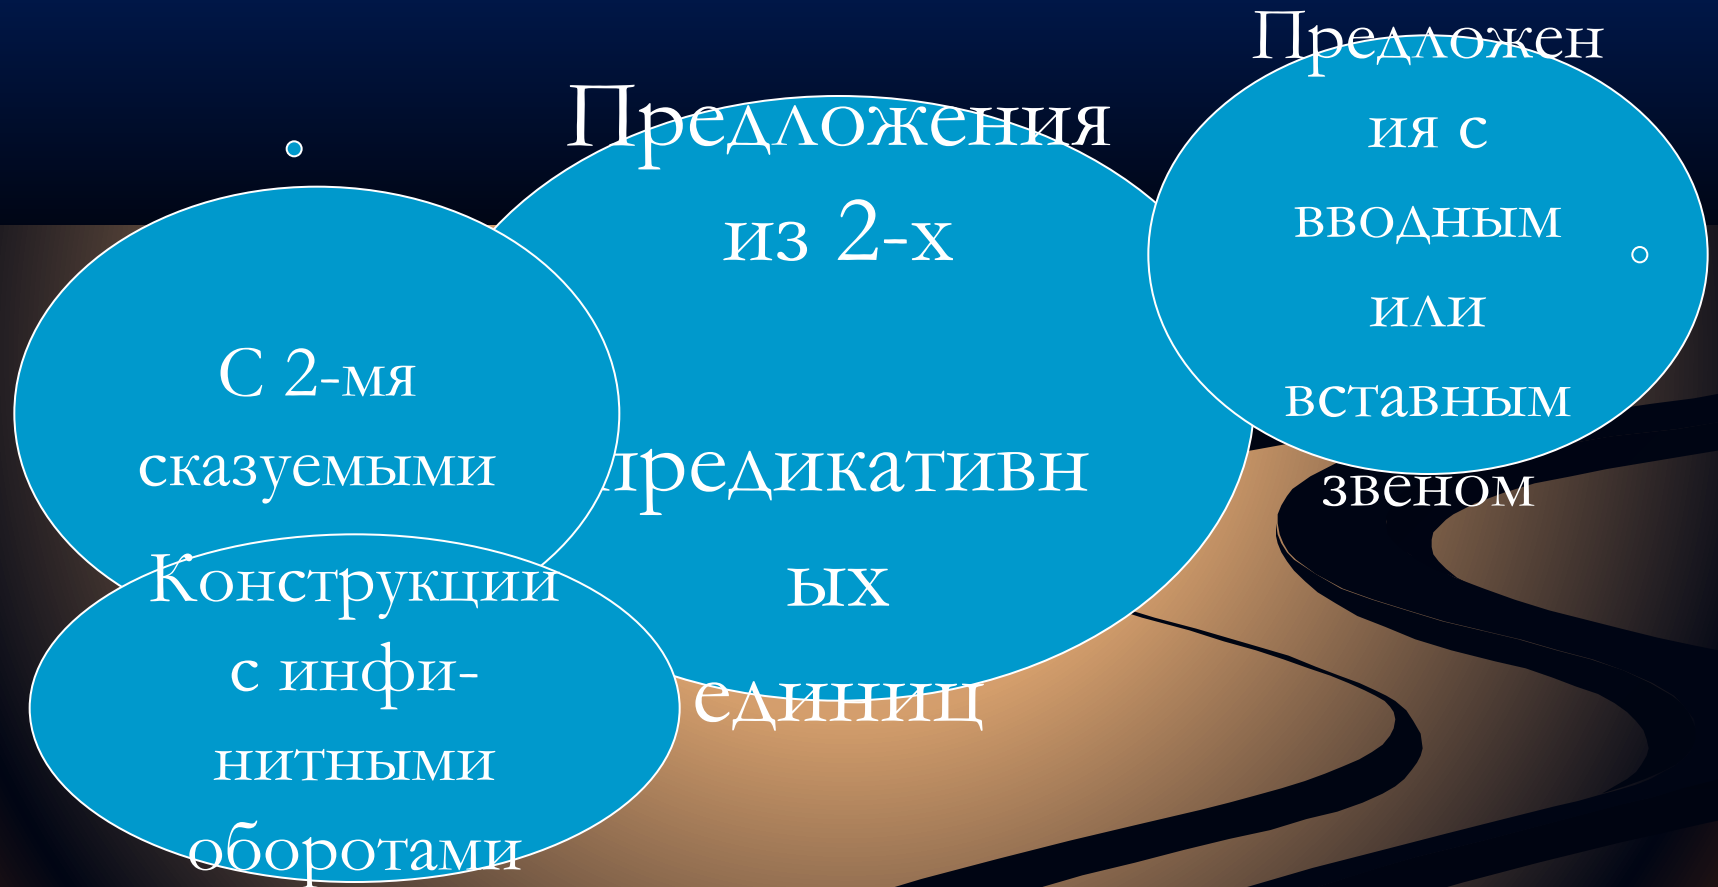 Предложения
из 2-х
предикативн
ых
единиц
С 2-мя
сказуемыми
Конструкции
с инфи-
нитными
оборотами
Предложен
ия с
вводным
или
вставным
звеном